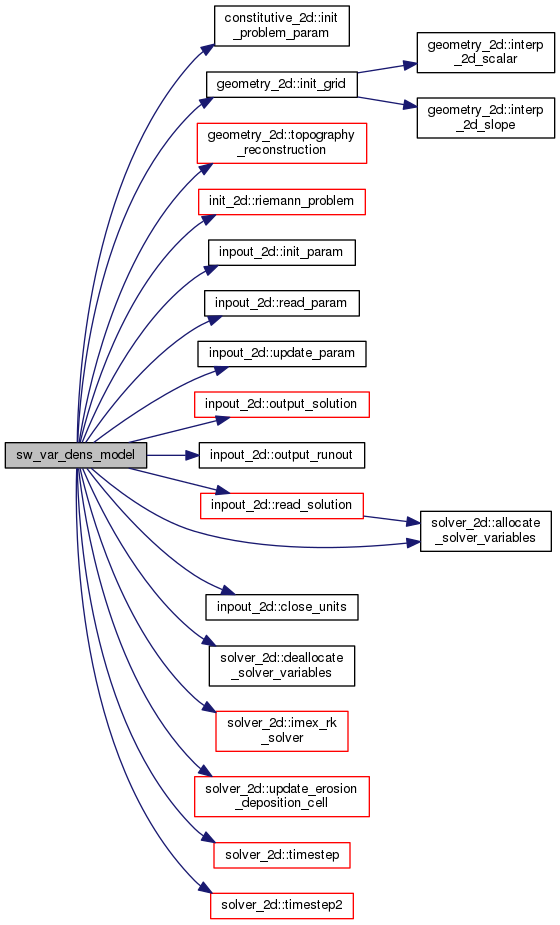 constitutive_2d::init
_problem_param
geometry_2d::init_grid
geometry_2d::interp
_2d_scalar
geometry_2d::interp
_2d_slope
geometry_2d::topography
_reconstruction
init_2d::riemann_problem
inpout_2d::init_param
inpout_2d::read_param
inpout_2d::update_param
inpout_2d::output_solution
sw_var_dens_model
inpout_2d::output_runout
inpout_2d::read_solution
solver_2d::allocate
_solver_variables
inpout_2d::close_units
solver_2d::deallocate
_solver_variables
solver_2d::imex_rk
_solver
solver_2d::update_erosion
_deposition_cell
solver_2d::timestep
solver_2d::timestep2